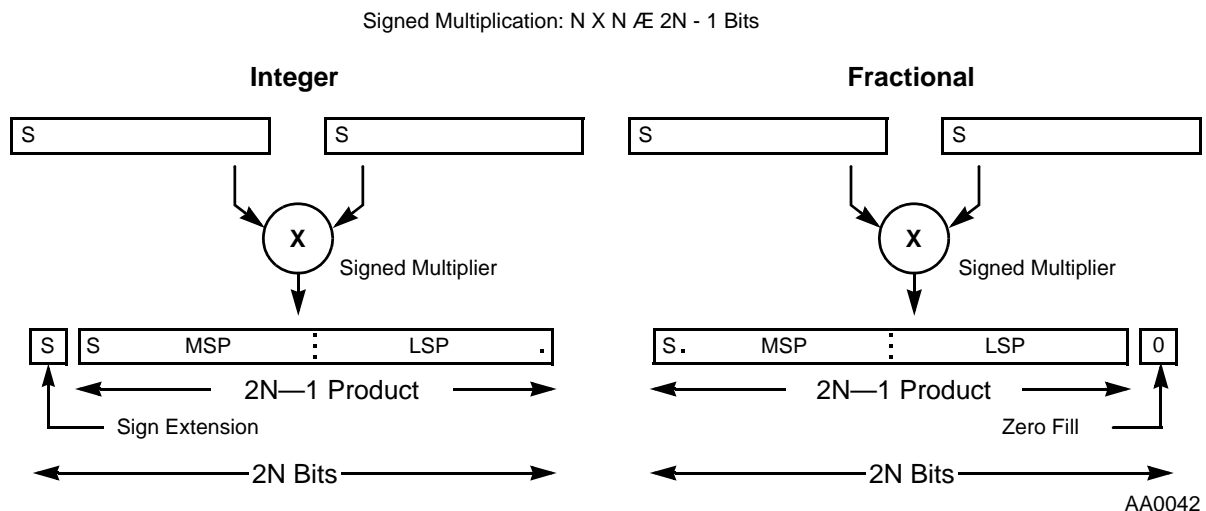 Signed Multiplication: N X N Æ 2N - 1 Bits
Integer
Fractional
S
S
S
S
X
X
Signed Multiplier
Signed Multiplier
S
S MSP LSP .
S. MSP LSP
0
2N—1 Product
2N—1 Product
Sign Extension
Zero Fill
2N Bits
2N Bits
AA0042